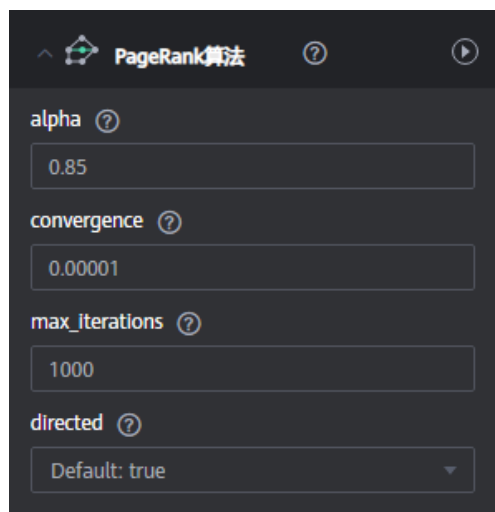 PageRank算法
alpha
0.85
convergence
0.00001
max_iterations
1000
directed
Default: true